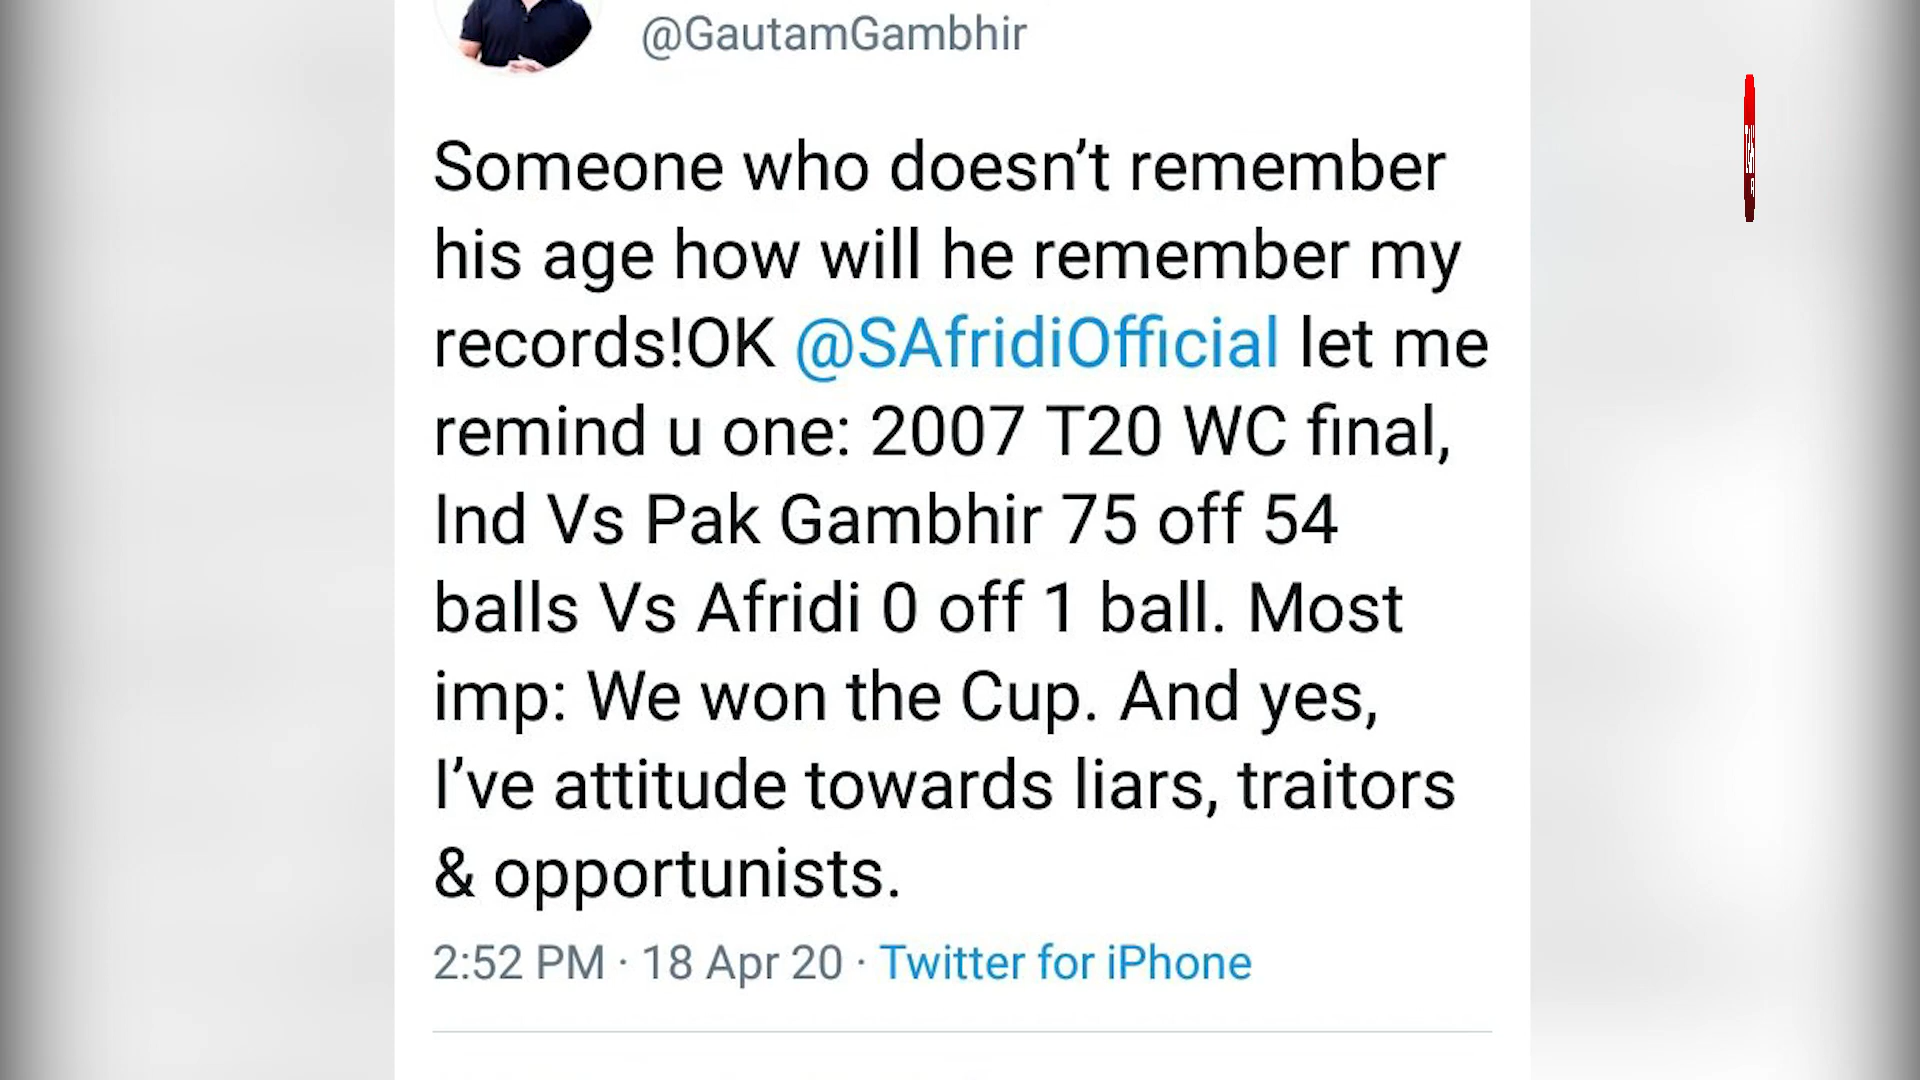 @GautamGambhir
Someone who doesn’t remember
his age how will he remember my
records!OK @SAfridiOfficial let me
remind u one: 2007 T20 WC final,
Ind Vs Pak Gambhir 75 off 54
balls Vs Afridi 0 off 1 ball. Most
imp: We won the Cup. And yes,
I’ve attitude towards liars, traitors
& opportunists.
2:52 PM · 18 Apr 20 · Twitter for iPhone